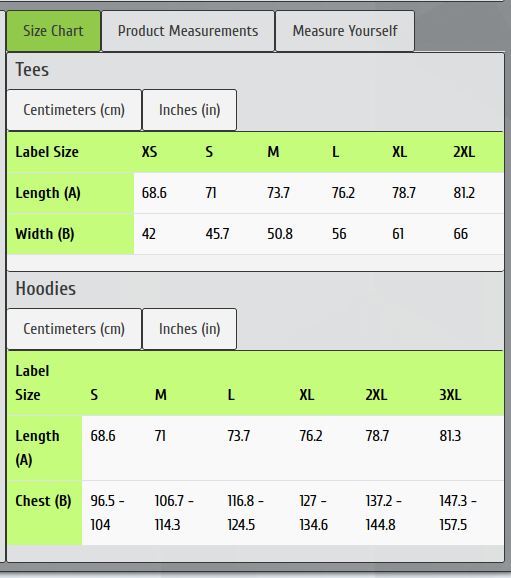 Size Chart Product Measurements Measure Yourself
Tees
Centimeters (cm) Inches (in)
Label Size XS S M L XL 2XL
Length (A) 68.6 71 73.7 76.2 78.7 81.2
Width (B) 42 45.7 50.8 56 61 66
Hoodies
Centimeters (cm) Inches (in)
Label
Size S M L XL 2XL 3XL
Length 68.6 71 73.7 76.2 78.7 81.3
(A)
Chest (B) 96.5 - 106.7 - 116.8 - 127 - 137.2 - 147.3 -
104 114.3 124.5 134.6 144.8 157.5